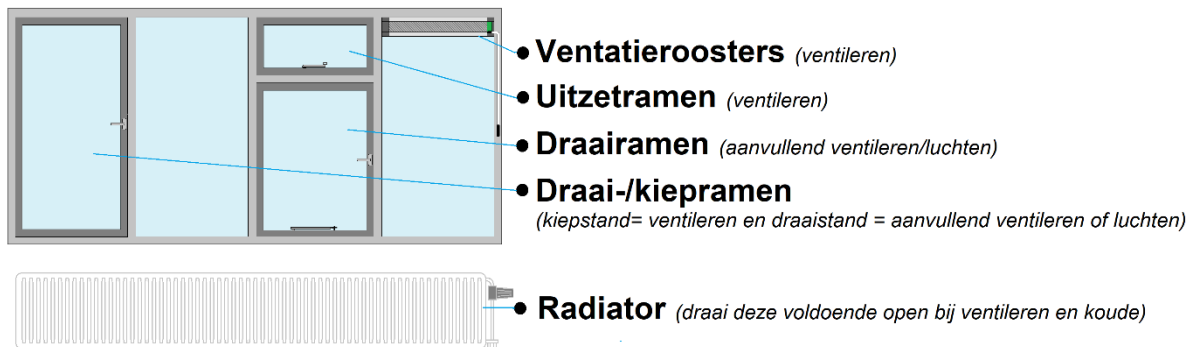 Ventatieroosters (ventileren)
Uitzetramen (ventileren)
Draairamen (aanvullend ventileren/luchten)
Draai-/kiepramen
(kiepstand= ventileren en draaistand = aanvullend ventileren of luchten)
Radiator (draai deze voldoende open bij ventileren en koude)